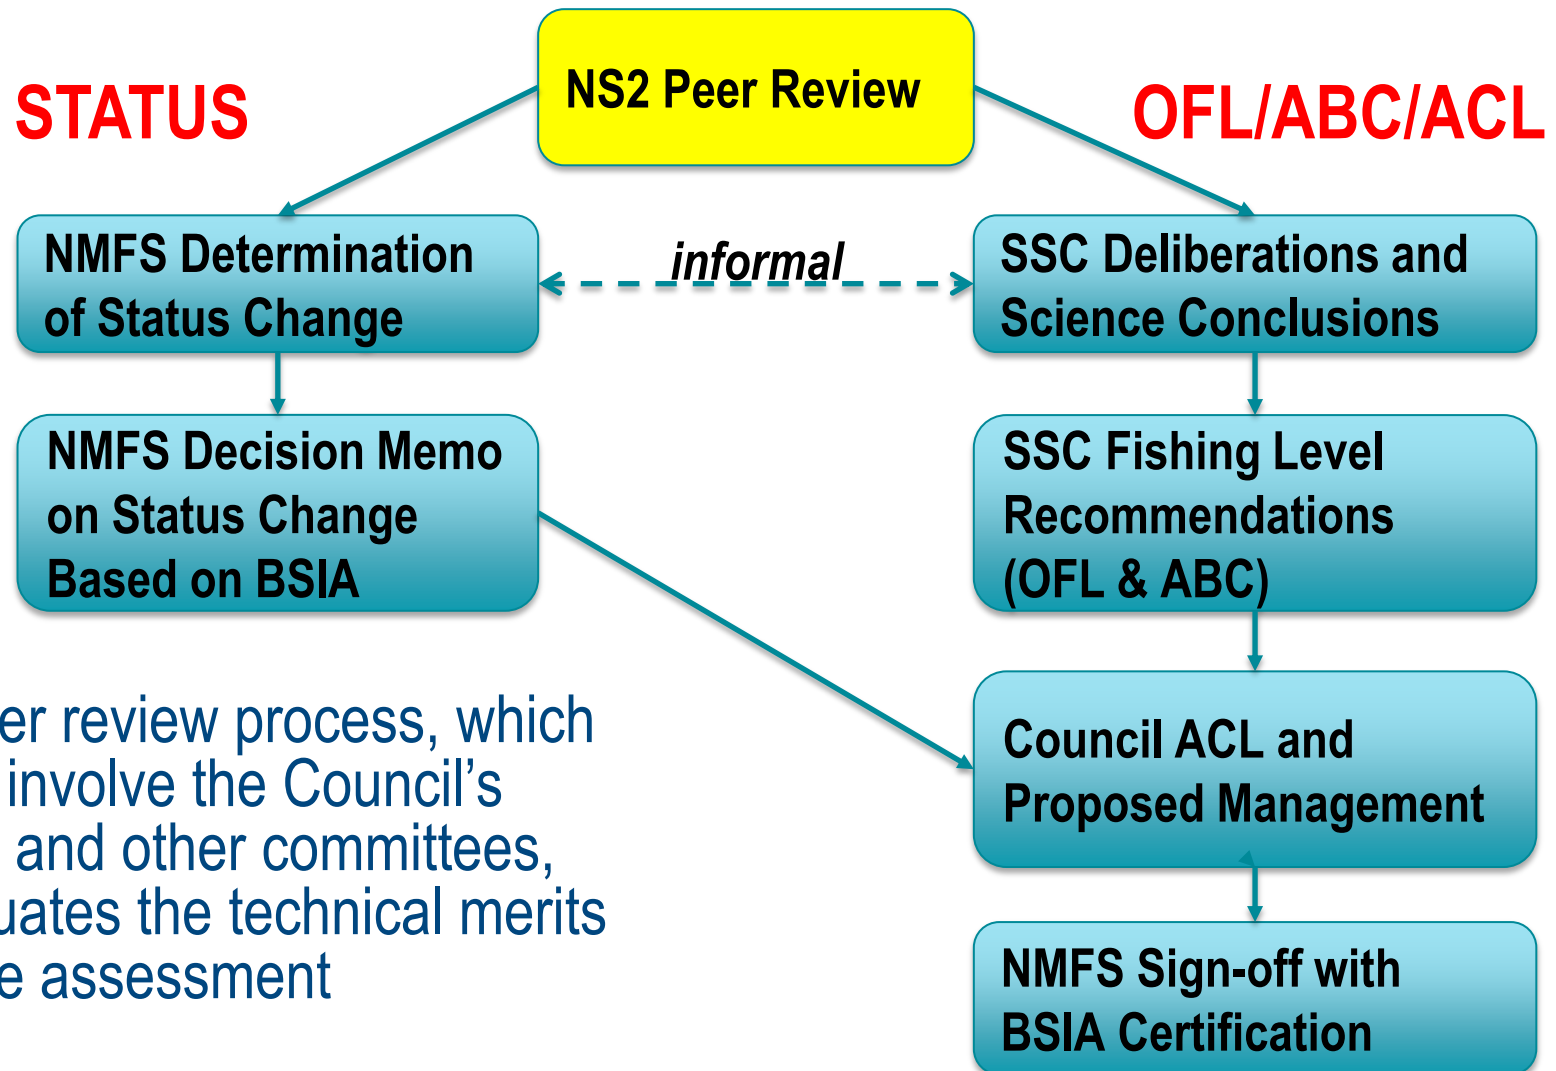 NS2 Peer Review
STATUS
OFL/ABC/ACL
NMFS Determination
of Status Change
informal
SSC Deliberations and
Science Conclusions
NMFS Decision Memo
on Status Change
Based on BSIA
SSC Fishing Level
Recommendations
(OFL & ABC)
er review process, which
involve the Council's
and other committees,
uates the technical merits
e assessment
Council ACL and
Proposed Management
NMFS Sign-off with
BSIA Certification